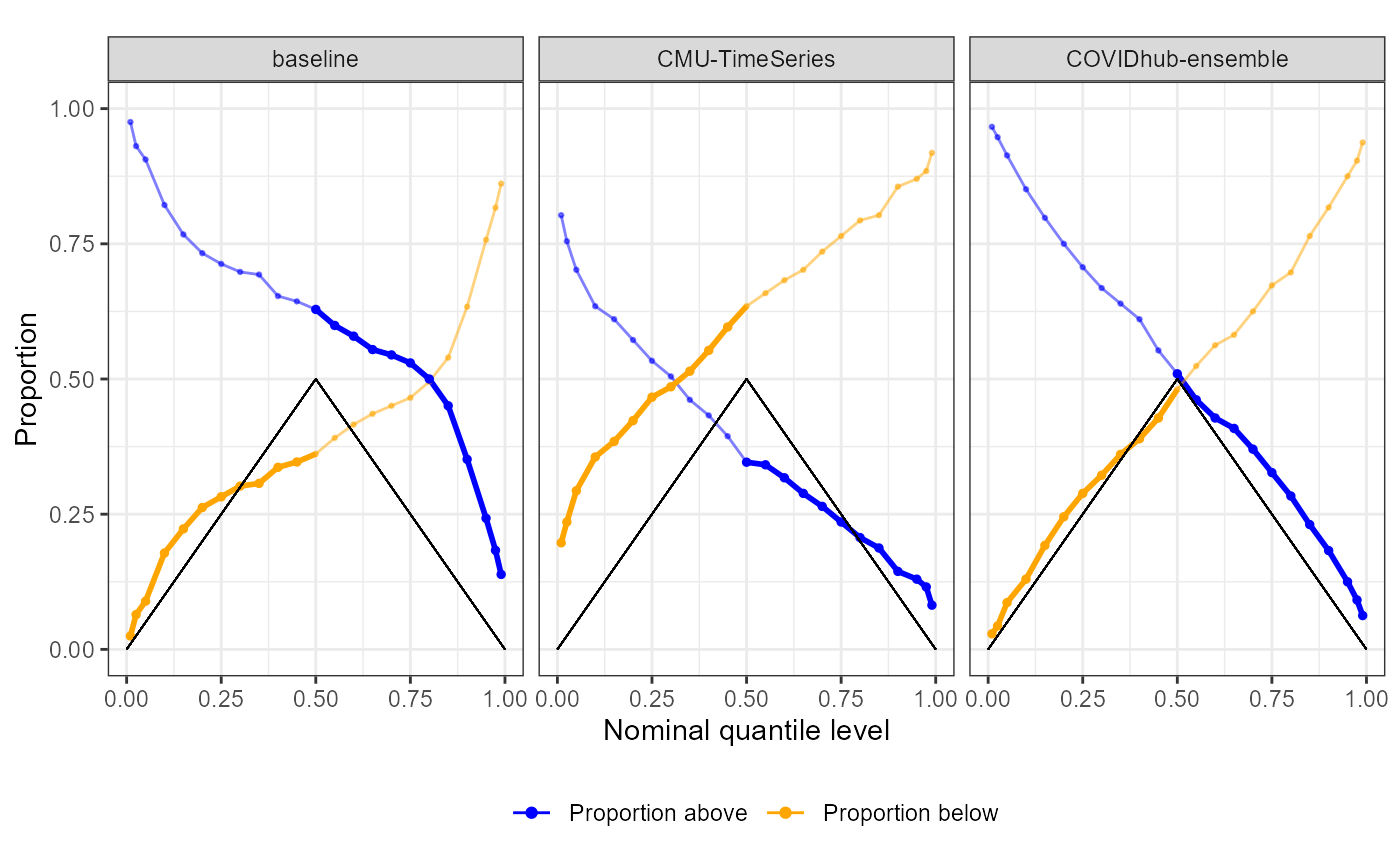 baseline CMU-TimeSeries COVIDhub-ensemble
1.00
0.75
0.50
0.25
0.00
Proportion
0.00 0.25 0.50 0.75 1.00 0.00 0.25 0.50 0.75 1.00 0.00 0.25 0.50 0.75 1.00
Nominal quantile level
Proportion above Proportion below